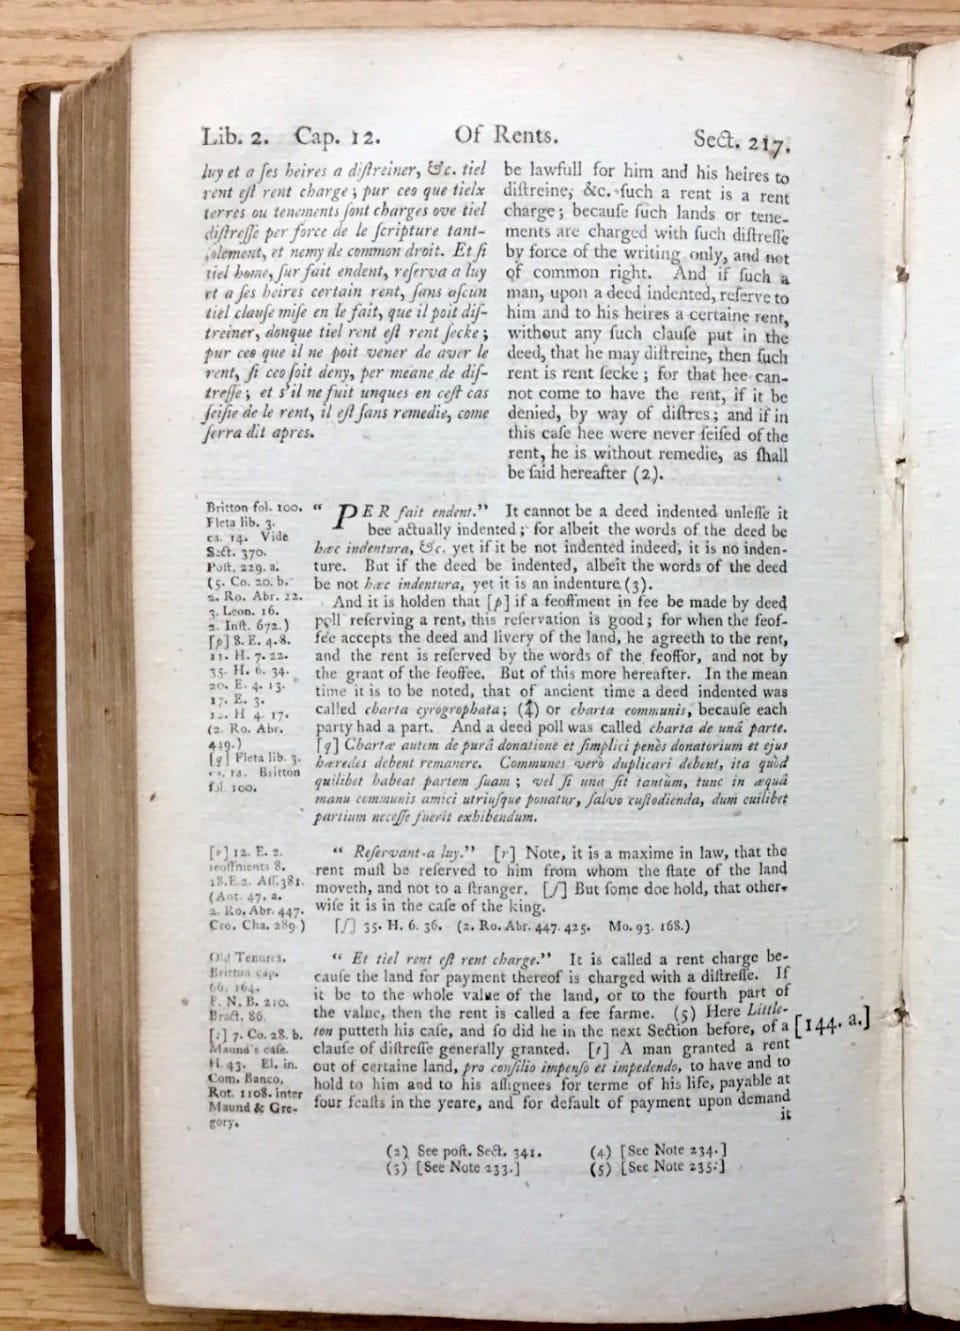 Lib. 2. Cap. 12. Of Rents. Sect. 217.
luy et a ſes heires a diſtreiner, &c. tiel
rent eſt rent charge; pur ceo que tielx
terres ou tenements ſont charges ove tiel
diſtreſſe per force de le ſcripture tant-
ſolement, et nemy de common droit. Et ſi
tiel home, ſur fait endent, reſerva a luy
et a ſes heires certain rent, ſans aſcun
tiel clauſe miſe en le fait, que il poit diſ-
treiner, donque tiel rent eſt rent ſecke;
pur ceo que il ne poit vener de aver le
rent, ſi ceo ſoit deny, per meane de diſ-
treſſe; et s'il ne fuit unques en ceſt cas
ſeiſie de le rent, il eſt ſans remedie, come
ſerra dit apres.
be lawfull for him and his heires to
diſtreine, &c. ſuch a rent is a rent
charge; becauſe ſuch lands or tene-
ments are charged with ſuch diſtreſſe
by force of the writing only, and not
of common right. And if ſuch a
man, upon a deed indented, reſerve to
him and to his heires a certaine rent,
without any ſuch clauſe put in the
deed, that he may diſtreine, then ſuch
rent is rent ſecke; for that hee can-
not come to have the rent, if it be
denied, by way of diſtres; and if in
this caſe hee were never ſeiſed of the
rent, he is without remedie, as ſhall
be ſaid hereafter (2).
Britton fol. 100.
Fleta lib. 3.
ca. 14. Vide
Sect. 370.
Poſt. 229. a.
(5. Co. 20. b.
2. Ro. Abr. 22.
3. Leon. 16.
2. Inſt. 672.)
[p] 8. E. 4. 8.
11. H. 7. 22.
35. H. 6. 34.
20. E. 4. 13.
17. E. 3.
12. H 4. 17.
(2. Ro. Abr.
449.)
[q] Fleta lib. 3.
ca. 14. Britton
fol. 100.
“ PER fait endent.” It cannot be a deed indented unleſſe it
bee actually indented; for albeit the words of the deed be
hæc indentura, &c. yet if it be not indented indeed, it is no inden-
ture. But if the deed be indented, albeit the words of the deed
be not hæc indentura, yet it is an indenture (3).
And it is holden that [p] if a feoffment in fee be made by deed
poll reſerving a rent, this reſervation is good; for when the feof-
fee accepts the deed and livery of the land, he agreeth to the rent,
and the rent is reſerved by the words of the feoffor, and not by
the grant of the feoffee. But of this more hereafter. In the mean
time it is to be noted, that of ancient time a deed indented was
called charta cyrographata; (4) or charta communis, becauſe each
party had a part. And a deed poll was called charta de unâ parte.
[q] Chartæ autem de purâ donatione et ſimplici penès donatorium et ejus
hæredes debent remanere. Communes verò duplicari debent, ita quòd
quilibet habeat partem ſuam; vel ſi una ſit tantùm, tunc in æquâ
manu communis amici utriuſque ponatur, ſalvo cuſtodienda, dum cuilibet
partium neceſſe fuerit exhibendum.
[r] 12. E. 2.
feoffments 8.
18. E. 2. Aſſ. 381.
(Ant. 47. a.
2. Ro. Abr. 447.
Cro. Cha. 289.)
“ Reſervant a luy.” [r] Note, it is a maxime in law, that the
rent muſt be reſerved to him from whom the ſtate of the land
moveth, and not to a ſtranger. [ſ] But ſome doe hold, that other-
wiſe it is in the caſe of the king.
[ſ] 35. H. 6. 36. (2. Ro. Abr. 447. 425. Mo. 93. 168.)
Old Tenures.
Britton cap.
66. 164.
F. N. B. 210.
Bract. 86.
[t] 7. Co. 28. b.
Maund's caſe.
H. 43. El. in.
Com. Banco,
Rot. 1108. inter
Maund & Gre-
gory.
“ Et tiel rent eſt rent charge.” It is called a rent charge be-
cauſe the land for payment thereof is charged with a diſtreſſe. If
it be to the whole value of the land, or to the fourth part of
the value, then the rent is called a fee farme. (5) Here Little-
ton putteth his caſe, and ſo did he in the next Section before, of a
clauſe of diſtreſſe generally granted. [t] A man granted a rent
out of certaine land, pro conſilio impenſo et impedendo, to have and to
hold to him and to his aſſignees for terme of his life, payable at
four feaſts in the yeare, and for default of payment upon demand
it
[144. a.]
(2) See poſt. Sect. 341.
(3) [See Note 233.]
(4) [See Note 234.]
(5) [See Note 235.]